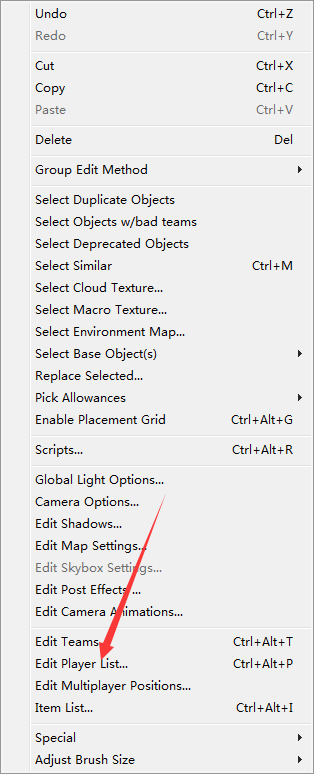 Undo Ctrl+Z
Redo Ctrl+Y
Cut Ctrl+X
Copy Ctrl+C
Paste Ctrl+V
Delete Del
Group Edit Method
Select Duplicate Objects
Select Objects w/bad teams
Select Deprecated Objects
Select Similar Ctrl+M
Select Cloud Texture...
Select Macro Texture...
Select Environment Map...
Select Base Object(s)
Replace Selected...
Pick Allowances
Enable Placement Grid Ctrl+Alt+G
Scripts... Ctrl+Alt+R
Global Light Options...
Camera Options...
Edit Shadows...
Edit Map Settings...
Edit Skybox Settings...
Edit Post Effects...
Edit Camera Animations...
Edit Teams... Ctrl+Alt+T
Edit Player List... Ctrl+Alt+P
Edit Multiplayer Positions...
Item List... Ctrl+Alt+I
Special
Adjust Brush Size